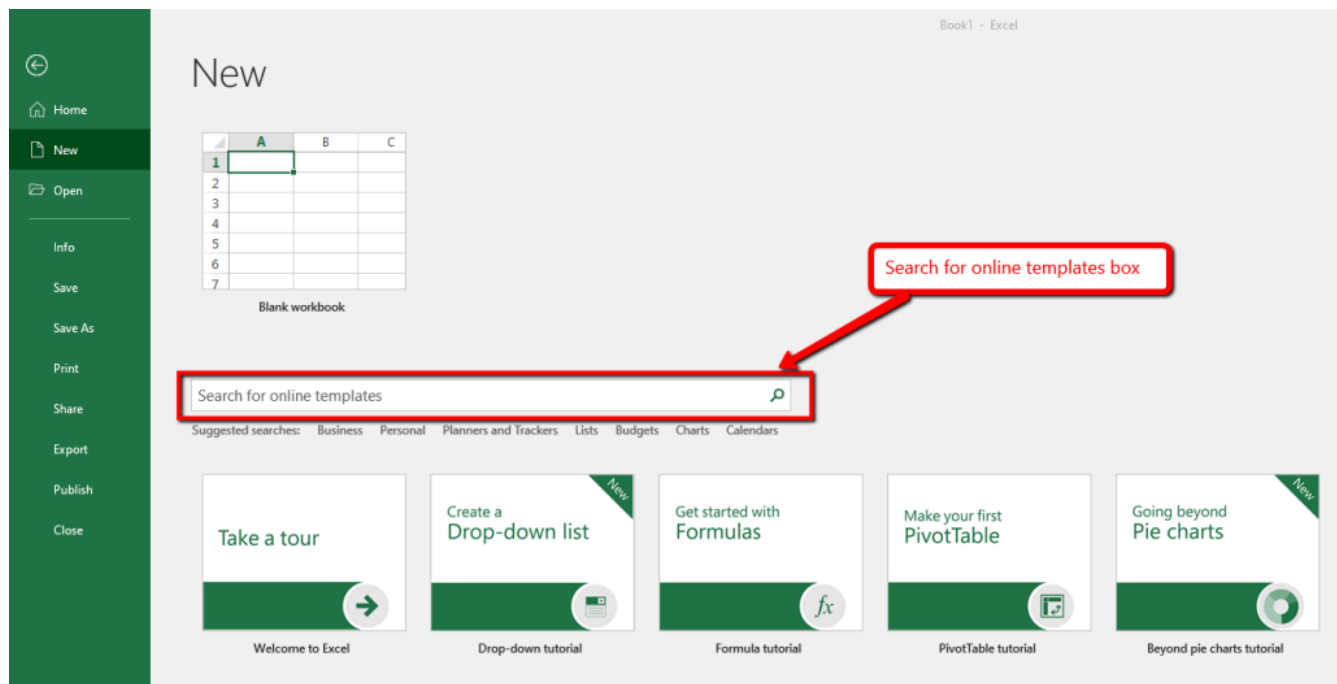 Book1 - Excel
New
Home
New
Open
Info
Save
Save As
Print
Share
Export
Publish
Close
A B C
1
2
3
4
5
6
7
Blank workbook
Search for online templates box
Search for online templates
Suggested searches: Business Personal Planners and Trackers Lists Budgets Charts Calendars
Take a tour
Welcome to Excel
New
Create a
Drop-down list
Drop-down tutorial
Get started with
Formulas
fx
Formula tutorial
Make your first
PivotTable
PivotTable tutorial
New
Going beyond
Pie charts
Beyond pie charts tutorial